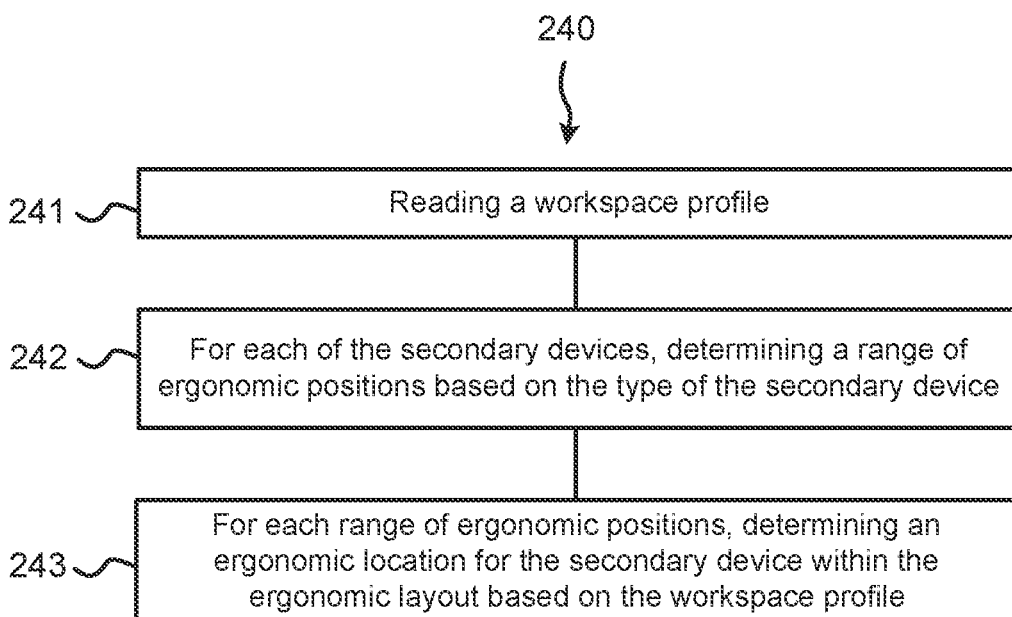 240
241
Reading a workspace profile
242
For each of the secondary devices, determining a range of
ergonomic positions based on the type of the secondary device
243
For each range of ergonomic positions, determining an
ergonomic location for the secondary device within the
ergonomic layout based on the workspace profile